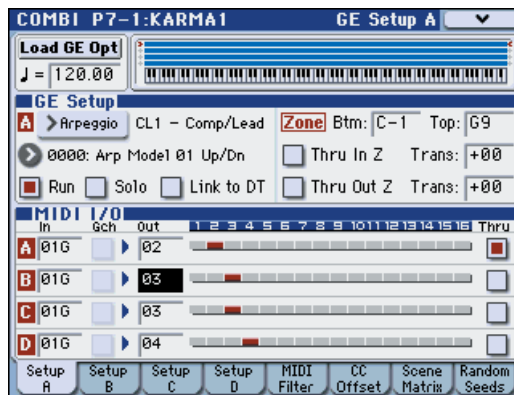 COMBI P7-1:KARMA1 GE Setup A
Load GE Opt
♩= 120.00
GE Setup
A Arpeggio CL1 - Comp/Lead Zone Btm: C-1 Top: G9
0000: Arp Model 01 Up/Dn Thru In Z Trans: +00
Run Solo Link to DT Thru Out Z Trans: +00
MIDI I/O
In Gch Out 1 2 3 4 5 6 7 8 9 10 11 12 13 14 15 16 Thru
A 01G 02
B 01G 03
C 01G 03
D 01G 04
Setup A Setup B Setup C Setup D MIDI Filter CC Offset Scene Matrix Random Seeds